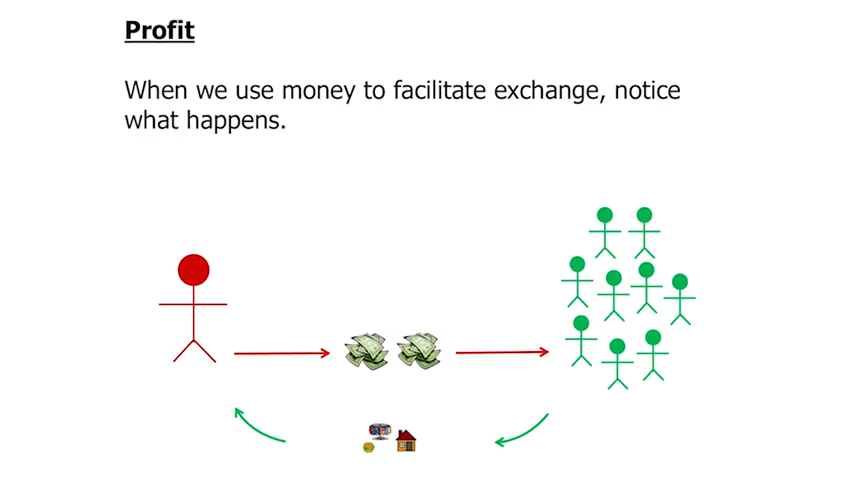 Profit
When we use money to facilitate exchange, notice
what happens.